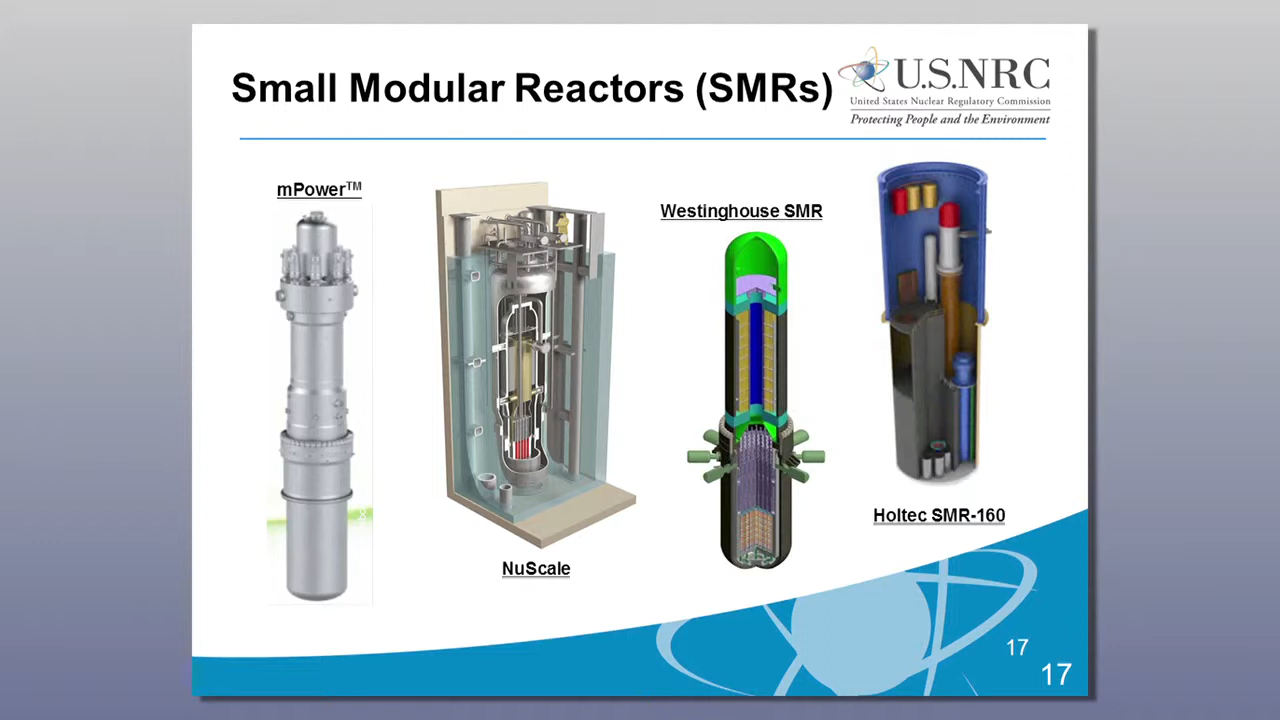 Small Modular Reactors (SMRs)
U.S.NRC
United States Nuclear Regulatory Commission
Protecting People and the Environment
mPower™
NuScale
Westinghouse SMR
Holtec SMR-160
17
17